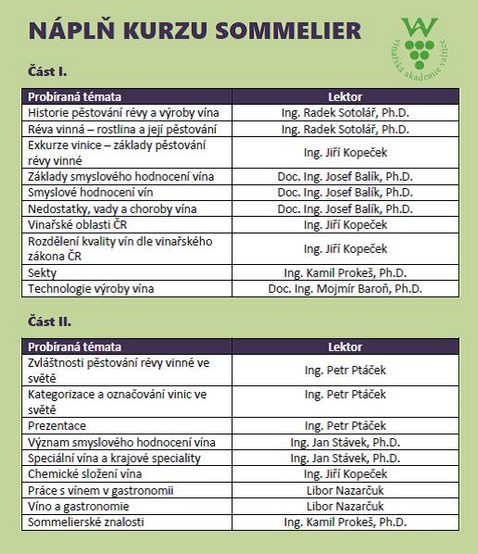 NÁPLŇ KURZU SOMMELIER
vinařská akademie valtice
Část I.
Probíraná témata Lektor
Historie pěstování révy a výroby vína Ing. Radek Sotolář, Ph.D.
Réva vinná – rostlina a její pěstování Ing. Radek Sotolář, Ph.D.
Exkurze vinice – základy pěstování
révy vinné Ing. Jiří Kopeček
Základy smyslového hodnocení vína Doc. Ing. Josef Balík, Ph.D.
Smyslové hodnocení vín Doc. Ing. Josef Balík, Ph.D.
Nedostatky, vady a choroby vína Doc. Ing. Josef Balík, Ph.D.
Vinařské oblasti ČR Ing. Jiří Kopeček
Rozdělení kvality vín dle vinařského
zákona ČR Ing. Jiří Kopeček
Sekty Ing. Kamil Prokeš, Ph.D.
Technologie výroby vína Doc. Ing. Mojmír Baroň, Ph.D.
Část II.
Probíraná témata Lektor
Zvláštnosti pěstování révy vinné ve
světě Ing. Petr Ptáček
Kategorizace a označování vinic ve Ing. Petr Ptáček
světě
Prezentace Ing. Petr Ptáček
Význam smyslového hodnocení vína Ing. Jan Stávek, Ph.D.
Speciální vína a krajové speciality Ing. Jan Stávek, Ph.D.
Chemické složení vína Ing. Jiří Kopeček
Práce s vínem v gastronomii Libor Nazarčuk
Víno a gastronomie Libor Nazarčuk
Sommelierské znalosti Ing. Kamil Prokeš, Ph.D.